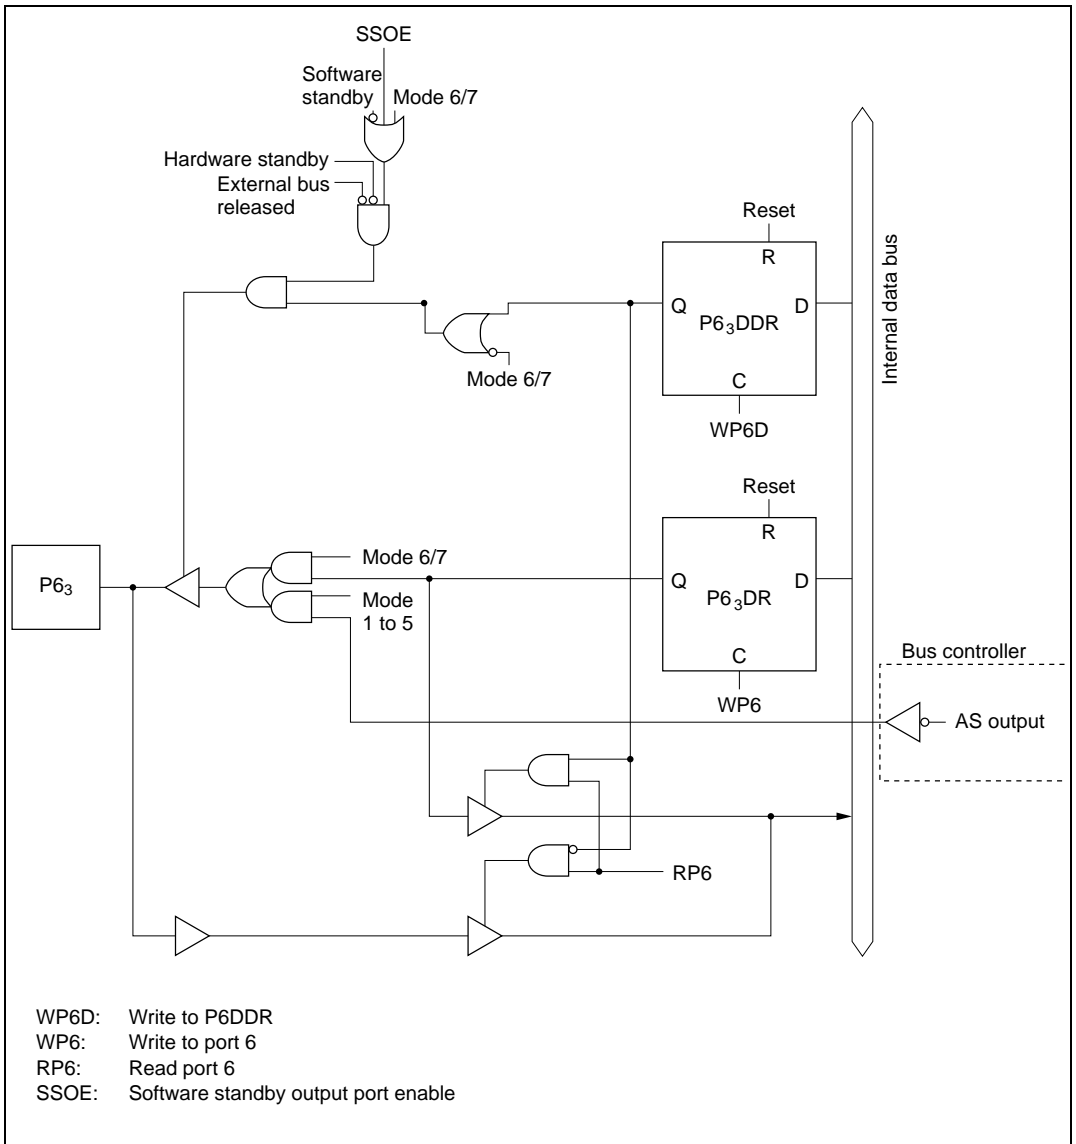 SSOE
Software
standby
Mode 6/7
Hardware standby
External bus
released
Reset
R
Q
P6₃DDR
D
C
WP6D
Mode 6/7
Internal data bus
Reset
R
Q
P6₃DR
D
C
WP6
P6₃
Mode 6/7
Mode
1 to 5
Bus controller
AS output
RP6
WP6D: Write to P6DDR
WP6: Write to port 6
RP6: Read port 6
SSOE: Software standby output port enable